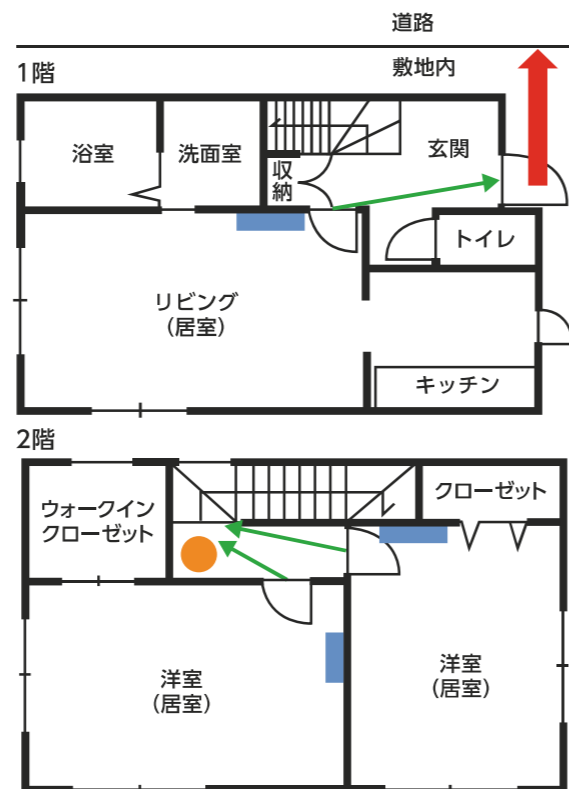 道路
敷地内
1階
浴室
洗面室
収
納
玄関
トイレ
リビング
(居室)
キッチン
2階
ウォークイン
クローゼット
クローゼット
洋室
(居室)
洋室
(居室)